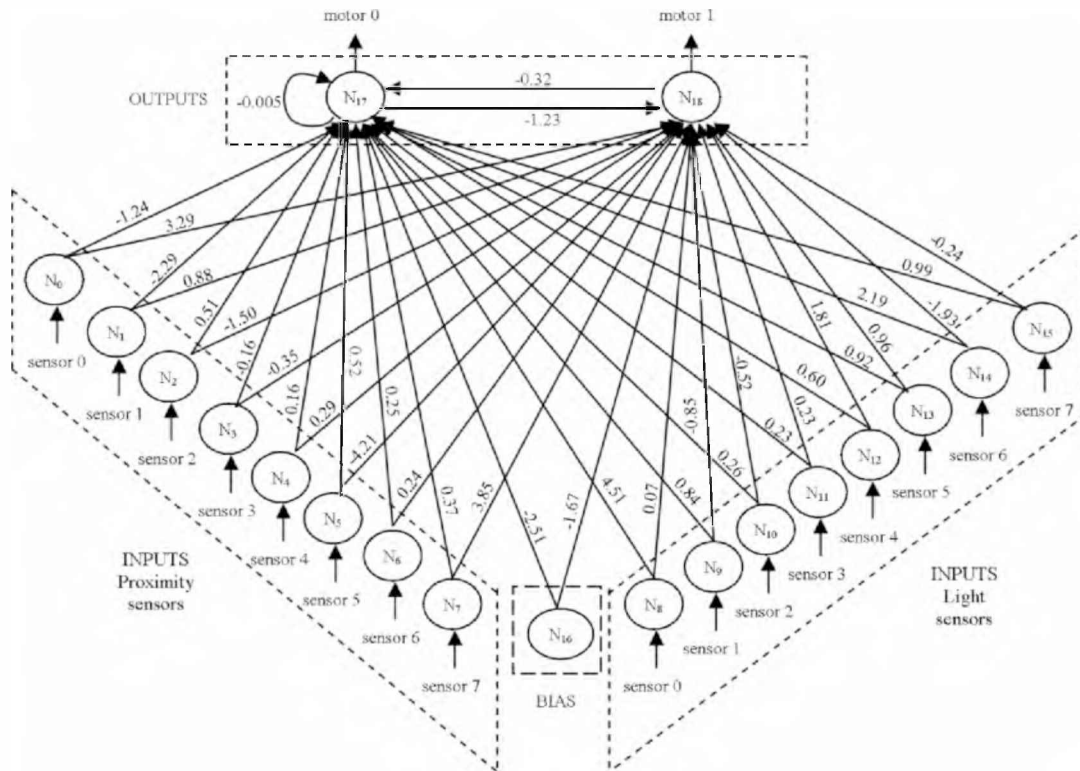 motor 0 motor 1
OUTPUTS
N17
N18
-0.005
-0.32
-1.23
-1.24
3.29
-2.29
0.88
0.51
-1.50
-0.16
-0.35
0.16
0.29
0.52
-4.21
0.25
0.24
0.37
3.85
-2.51
-1.67
4.51
0.07
0.84
-0.85
0.26
-0.52
0.23
0.23
0.60
1.81
0.92
0.96
2.19
-1.93
0.99
-0.24
N0
sensor 0
N1
sensor 1
N2
sensor 2
N3
sensor 3
N4
sensor 4
N5
sensor 5
N6
sensor 6
N7
sensor 7
INPUTS
Proximity
sensors
N16
BIAS
N8
sensor 0
N9
sensor 1
N10
sensor 2
N11
sensor 3
N12
sensor 4
N13
sensor 5
N14
sensor 6
N15
sensor 7
INPUTS
Light
sensors